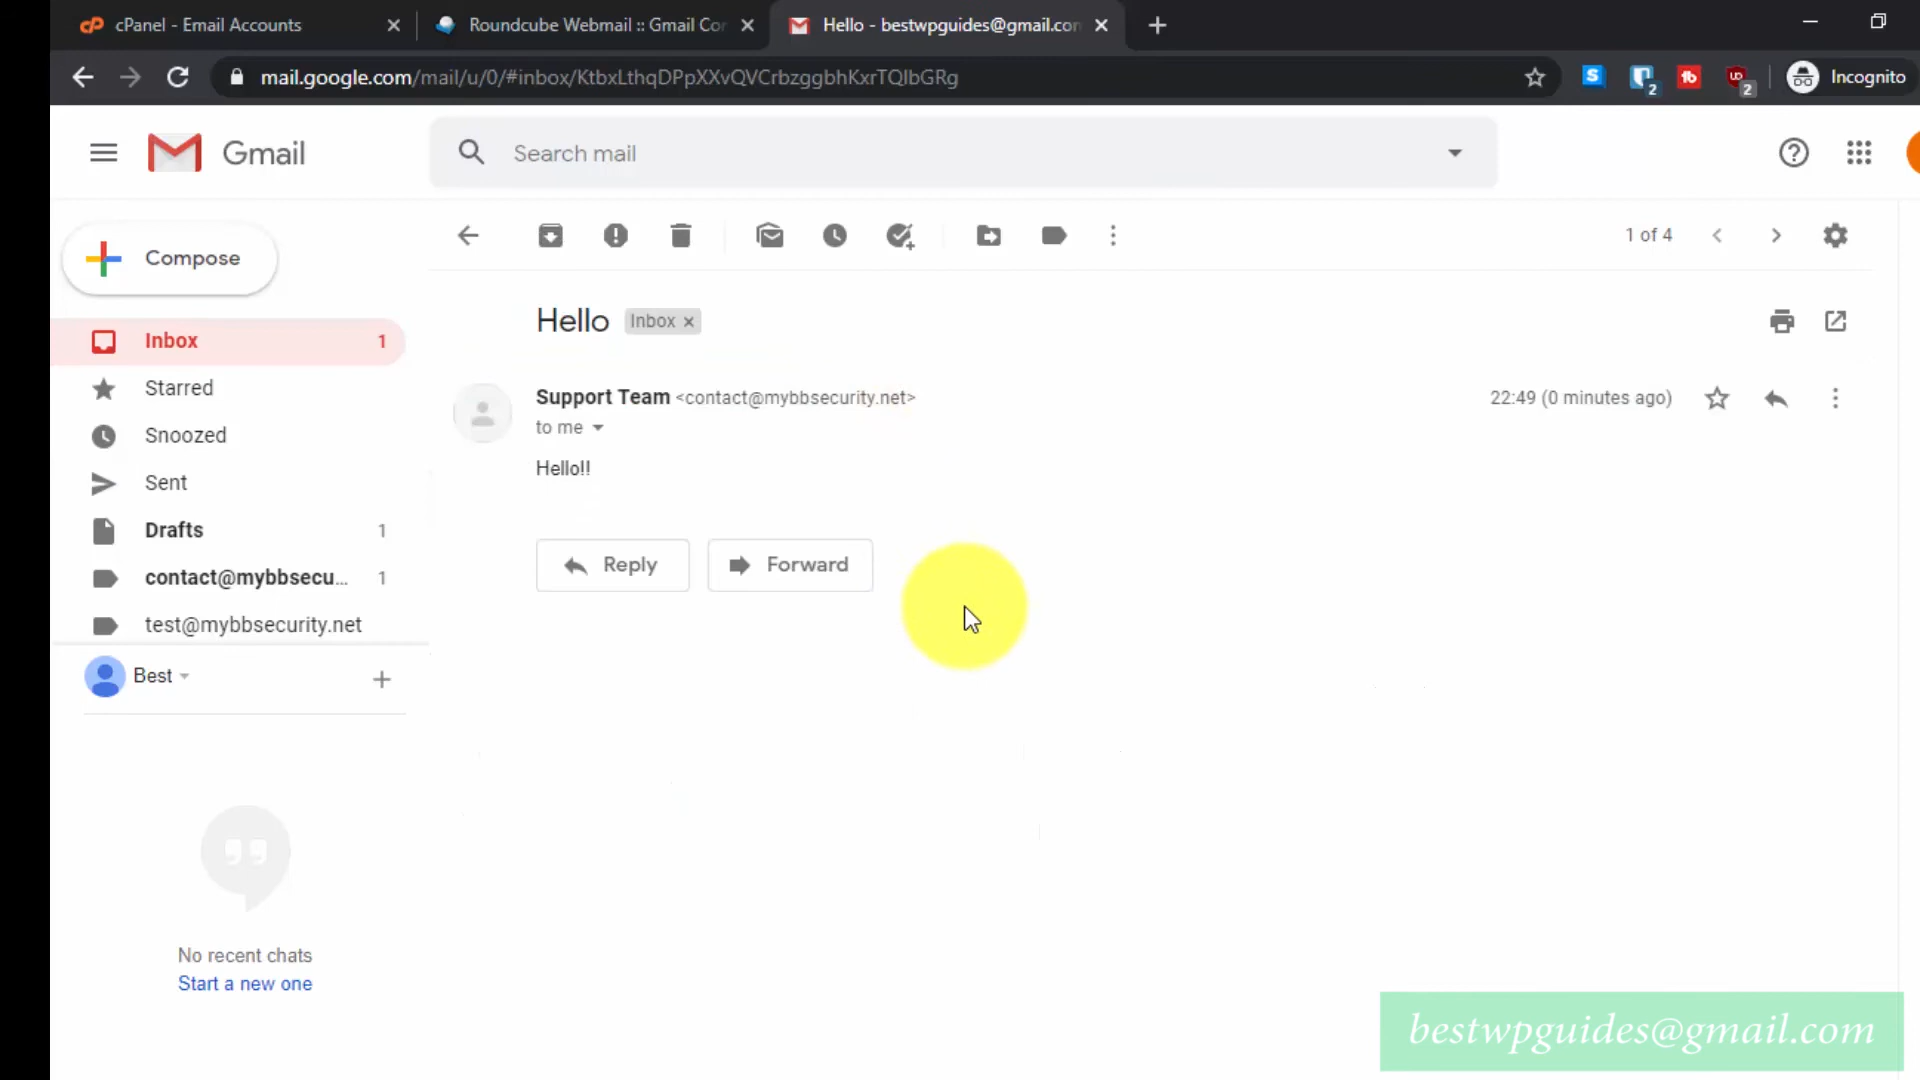 cPanel - Email Accounts
Roundcube Webmail :: Gmail Cor
Hello - bestwpguides@gmail.con
mail.google.com/mail/u/0/#inbox/KtbxLthqDPpXXvQVCrbzggbhKxrTQlbGRg
2
2
Incognito
Gmail
Search mail
Compose
1 of 4
Hello
Inbox
Inbox 1
Starred
Snoozed
Sent
Drafts 1
contact@mybbsecu... 1
test@mybbsecurity.net
Best
Support Team <contact@mybbsecurity.net>
22:49 (0 minutes ago)
to me
Hello!!
Reply
Forward
No recent chats
Start a new one
bestwpguides@gmail.com